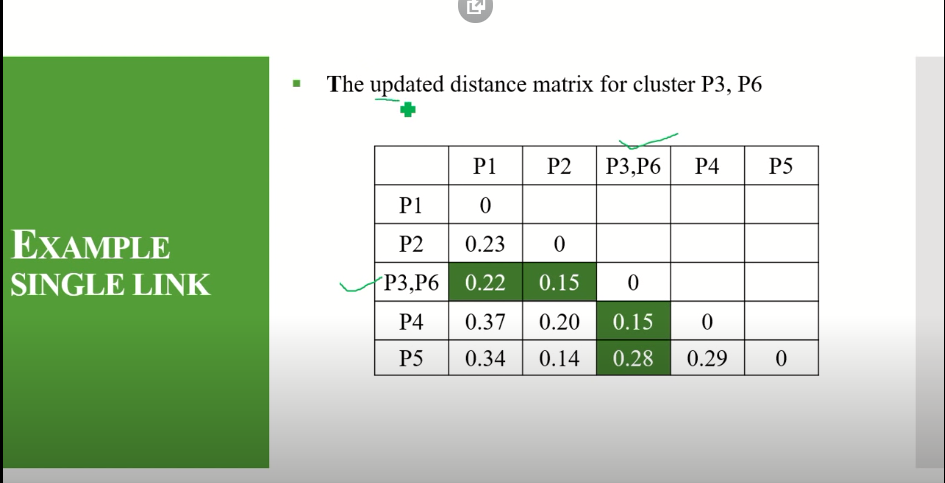 The updated distance matrix for cluster P3, P6
EXAMPLE
SINGLE LINK
P1 P2 P3,P6 P4 P5
P1 0
P2 0.23 0
P3,P6 0.22 0.15 0
P4 0.37 0.20 0.15 0
P5 0.34 0.14 0.28 0.29 0